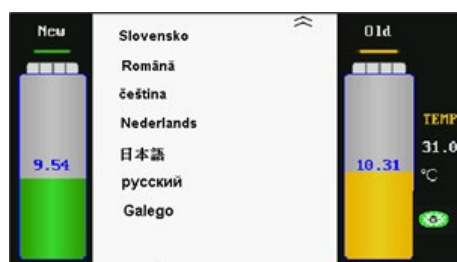 New
9.54
Slovensko
Română
čeština
Nederlands
日本語
русский
Galego
Old
10.31
TEMP
31.0
°C